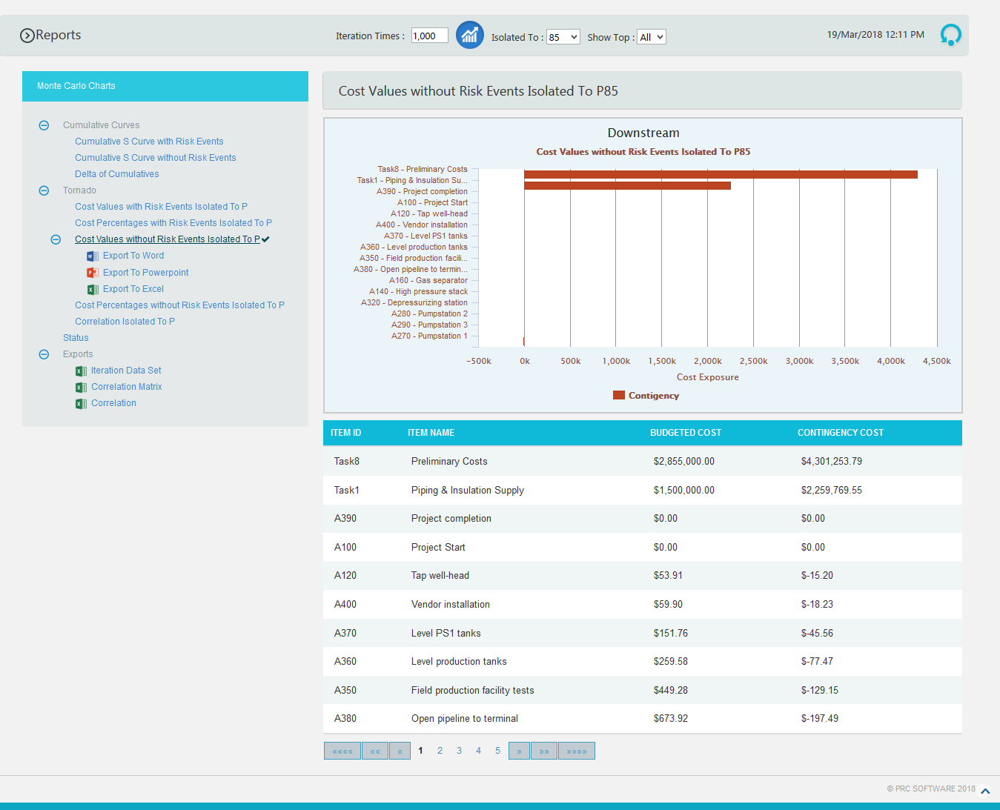 Reports
Iteration Times : 1,000 Isolated To : 85 Show Top : All
19/Mar/2018 12:11 PM
Monte Carlo Charts
Cumulative Curves
Cumulative S Curve with Risk Events
Cumulative S Curve without Risk Events
Delta of Cumulatives
Tornado
Cost Values with Risk Events Isolated To P
Cost Percentages with Risk Events Isolated To P
Cost Values without Risk Events Isolated To P
Export To Word
Export To Powerpoint
Export To Excel
Cost Percentages without Risk Events Isolated To P
Correlation Isolated To P
Status
Exports
Iteration Data Set
Correlation Matrix
Correlation
Cost Values without Risk Events Isolated To P85
Downstream
Cost Values without Risk Events Isolated To P85
Task8 - Preliminary Costs
Task1 - Piping & Insulation Su...
A390 - Project completion
A100 - Project Start
A120 - Tap well-head
A400 - Vendor installation
A370 - Level PS1 tanks
A360 - Level production tanks
A350 - Field production facili...
A380 - Open pipeline to termin...
A160 - Gas separator
A140 - High pressure stack
A320 - Depressurizing station
A280 - Pumpstation 2
A290 - Pumpstation 3
A270 - Pumpstation 1
-500k 0k 500k 1,000k 1,500k 2,000k 2,500k 3,000k 3,500k 4,000k 4,500k
Cost Exposure
Contigency
ITEM ID ITEM NAME BUDGETED COST CONTINGENCY COST
Task8 Preliminary Costs $2,855,000.00 $4,301,253.79
Task1 Piping & Insulation Supply $1,500,000.00 $2,259,769.55
A390 Project completion $0.00 $0.00
A100 Project Start $0.00 $0.00
A120 Tap well-head $53.91 $-15.20
A400 Vendor installation $59.90 $-18.23
A370 Level PS1 tanks $151.76 $-45.56
A360 Level production tanks $259.58 $-77.47
A350 Field production facility tests $449.28 $-129.15
A380 Open pipeline to terminal $673.92 $-197.49
«««« «« « 1 2 3 4 5 » »» »»»»
© PRC SOFTWARE 2018